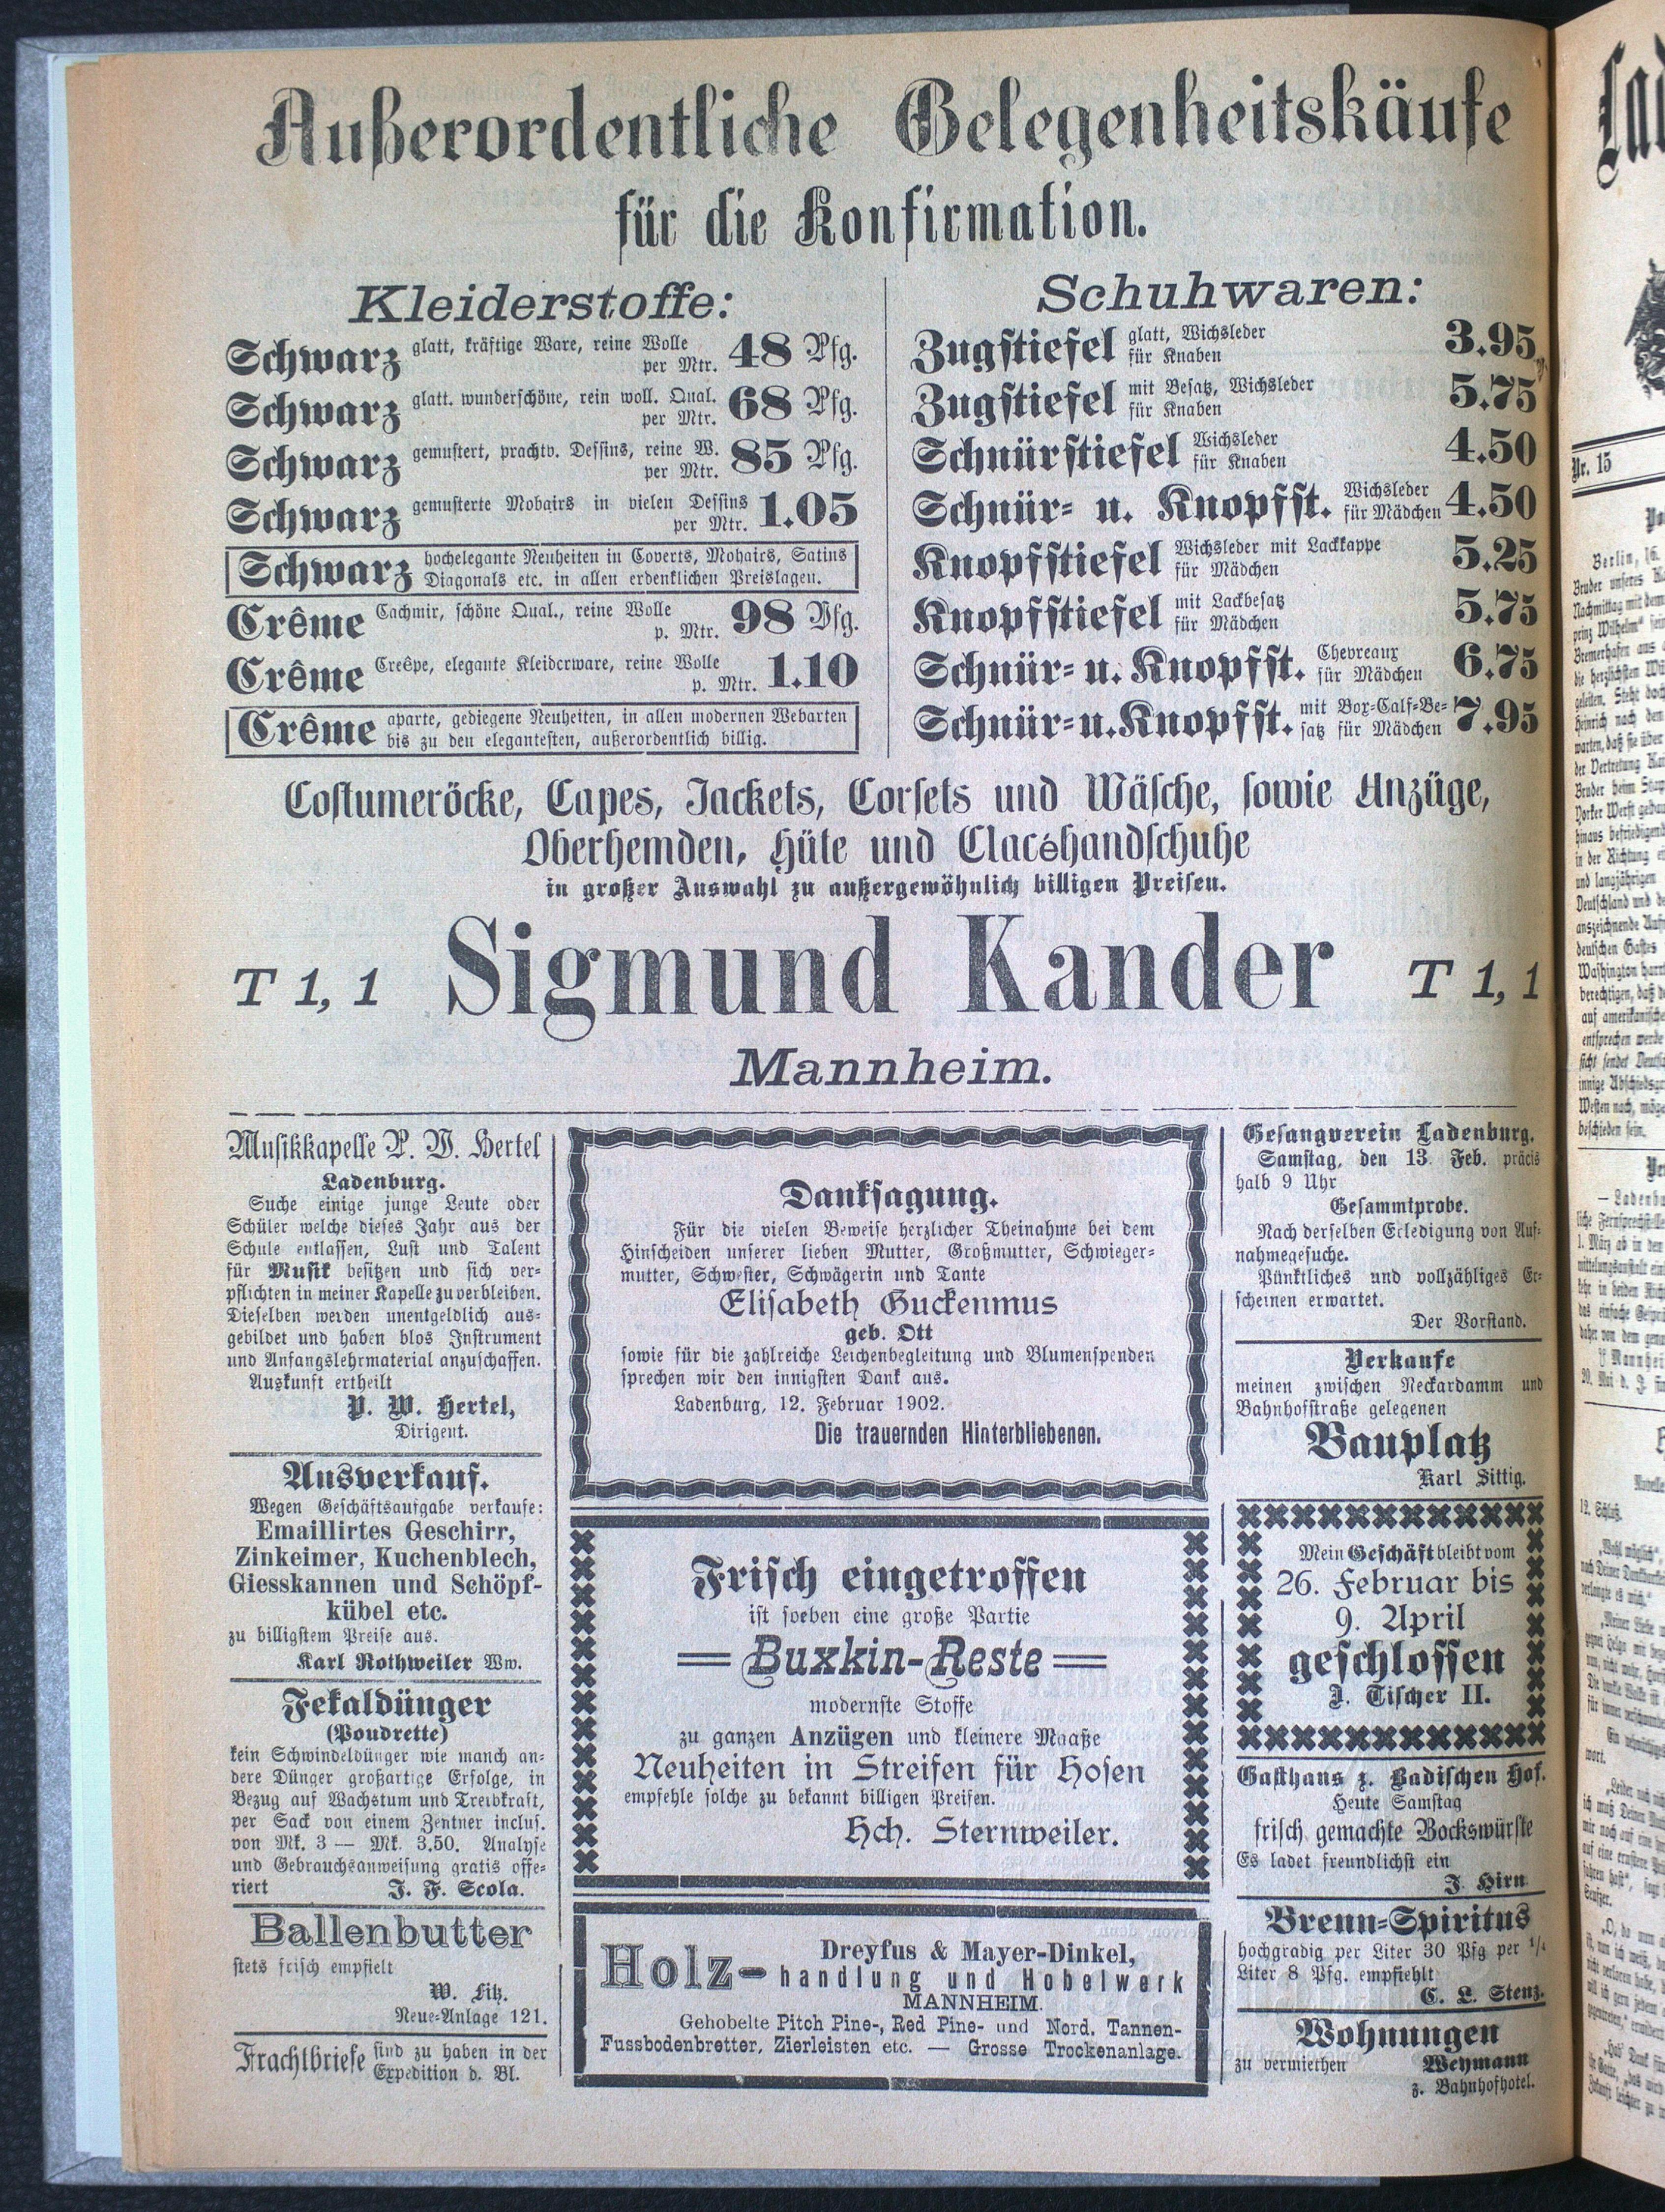 Außerordentliche Gelegenheitskäufe
für die Konfirmation.
Kleiderstoffe:
Schwarz glatt, kräftige Ware, reine Wolle per Mtr. 48 Pfg.
Schwarz glatt. wunderschöne, rein woll. Qual. per Mtr. 68 Pfg.
Schwarz gemustert, prachtv. Dessins, reine W. per Mtr. 85 Pfg.
Schwarz gemusterte Mohairs in vielen Dessins per Mtr. 1.05
Schwarz hochelegante Neuheiten in Coverts, Mohairs, Satins
Diagonals etc. in allen erdenklichen Preislagen.
Crême Cachmir, schöne Qual., reine Wolle p. Mtr. 98 Pfg.
Crême Creêpe, elegante Kleiderware, reine Wolle p. Mtr. 1.10
Crême aparte, gediegene Neuheiten, in allen modernen Webarten
bis zu den elegantesten, außerordentlich billig.
Schuhwaren:
Zugstiefel glatt, Wichsleder für Knaben 3.95
Zugstiefel mit Besatz, Wichsleder für Knaben 5.75
Schnürstiefel Wichsleder für Knaben 4.50
Schnür- u. Knopfst. Wichsleder für Mädchen 4.50
Knopfstiefel Wichsleder mit Lackkappe für Mädchen 5.25
Knopfstiefel mit Lackbesatz für Mädchen 5.75
Schnür- u. Knopfst. Chevreaux für Mädchen 6.75
Schnür-u. Knopfst. mit Box-Calf-Be-satz für Mädchen 7.95
Costumeröcke, Capes, Jackets, Corsets und Wäsche, sowie Anzüge,
Oberhemden, Hüte und Clacéhandschuhe
in großer Auswahl zu außergewöhnlich billigen Preisen.
T 1, 1 Sigmund Kander T 1, 1
Mannheim.
Musikkapelle P. W. Hertel
Ladenburg.
Suche einige junge Leute oder
Schüler welche dieses Jahr aus der
Schule entlassen, Lust und Talent
für Musik besitzen und sich ver-
pflichten in meiner Kapelle zu verbleiben.
Dieselben werden unentgeldlich aus-
gebildet und haben blos Instrument
und Anfangslehrmaterial anzuschaffen.
Auskunft ertheilt
P. W. Hertel,
Dirigent.
Ausverkauf.
Wegen Geschäftsaufgabe verkaufe:
Emaillirtes Geschirr,
Zinkeimer, Kuchenblech,
Giesskannen und Schöpf-
kübel etc.
zu billigstem Preise aus.
Karl Rothweiler Ww.
Fekaldünger
(Poudrette)
kein Schwindeldünger wie manch an-
dere Dünger großartige Erfolge, in
Bezug auf Wachstum und Treibkraft,
per Sack von einem Zentner inclus.
von Mk. 3 — Mk. 3.50. Analyse
und Gebrauchsanweisung gratis offe-
riert J. F. Scola.
Ballenbutter
stets frisch empfielt
W. Litz.
Neue-Anlage 121.
Frachtbriefe sind zu haben in der
Expedition d. Bl.
Danksagung.
Für die vielen Beweise herzlicher Theinahme bei dem
Hinscheiden unserer lieben Mutter, Großmutter, Schwieger-
mutter, Schwester, Schwägerin und Tante
Elisabeth Guckenmus
geb. Ott
sowie für die zahlreiche Leichenbegleitung und Blumenspenden
sprechen wir den innigsten Dank aus.
Ladenburg, 12. Februar 1902.
Die trauernden Hinterbliebenen.
Frisch eingetroffen
ist soeben eine große Partie
Buxkin-Reste
modernste Stoffe
zu ganzen Anzügen und kleinere Maaße
Neuheiten in Streifen für Hosen
empfehle solche zu bekannt billigen Preisen.
Hch. Sternweiler.
Dreyfus & Mayer-Dinkel,
Holz- handlung und Hobelwerk
MANNHEIM.
Gehobelte Pitch Pine-, Red Pine- und Nord. Tannen-
Fussbodenbretter, Zierleisten etc. — Grosse Trockenanlage.
Gesangverein Ladenburg.
Samstag, den 13. Feb. präcis
halb 9 Uhr
Gesammtprobe.
Nach derselben Erledigung von Auf-
nahmegesuche.
Pünktliches und vollzähliges Er-
scheinen erwartet.
Der Vorstand.
Verkaufe
meinen zwischen Neckardamm und
Bahnhofstraße gelegenen
Bauplatz
Karl Sittig.
Mein Geschäft bleibt vom
26. Februar bis
9. April
geschlossen
J. Tischer II.
Gasthaus z. Badischen Hof.
Heute Samstag
frisch gemachte Bockswürste
Es ladet freundlichst ein
J. Hirn
Brenn-Spiritus
hochgradig per Liter 30 Pfg per 1/4
Liter 8 Pfg. empfiehlt
C. L. Stenz.
Wohnungen
zu vermiethen Weymann
z. Bahnhofhotel.
Nr. 15